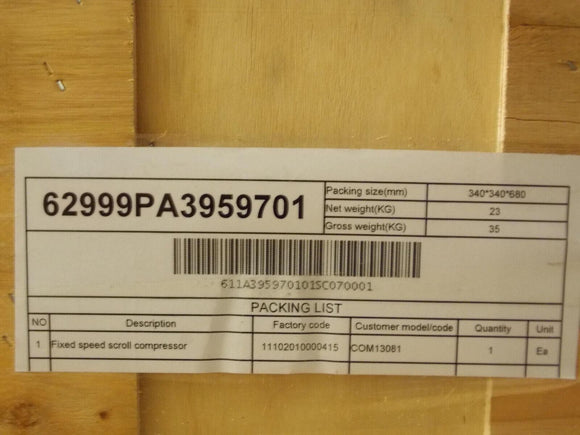 62999PA3959701
Packing size(mm) 340*340*680
Net weight(KG) 23
Gross weight(KG) 35
611A395970101SC070001
PACKING LIST
NO Description Factory code Customer model/code Quantity Unit
1 Fixed speed scroll compressor 11102010000415 COM13081 1 Ea